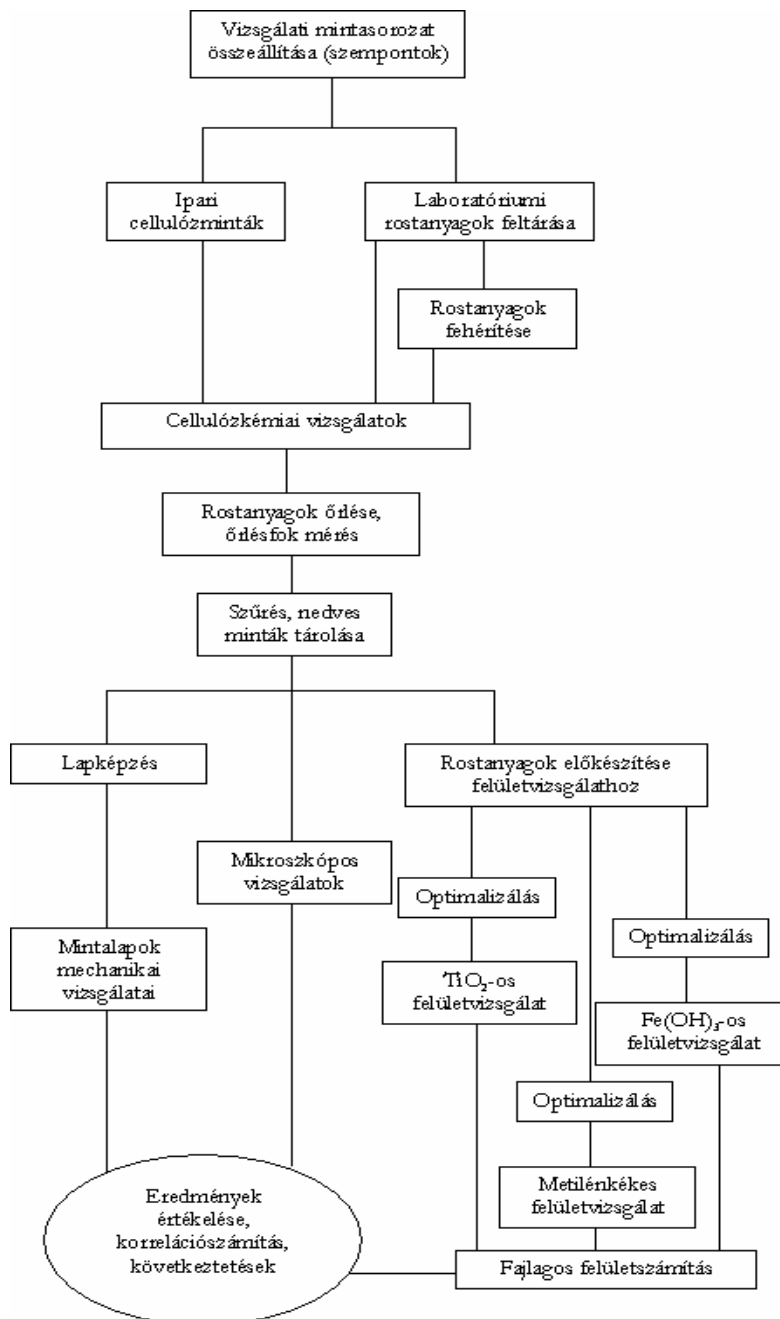 Vizsgálati mintasorozat
összeállítása (szempontok)
Ipari
cellulózminták
Laboratóriumi
rostanyagok feltárása
Rostanyagok
fehérítése
Cellulózkémiai vizsgálatok
Rostanyagok őrlése,
őrlésfok mérés
Szűrés, nedves
minták tárolása
Lapképzés
Rostanyagok előkészítése
felületvizsgálathoz
Mikroszkópos
vizsgálatok
Optimalizálás
Optimalizálás
Mintalapok
mechanikai
vizsgálatai
TiO₂-os
felületvizsgálat
Fe(OH)₃-os
felületvizsgálat
Optimalizálás
Metilénkékes
felületvizsgálat
Eredmények
értékelése,
korrelációszámítás,
következtetések
Fajlagos felületszámítás